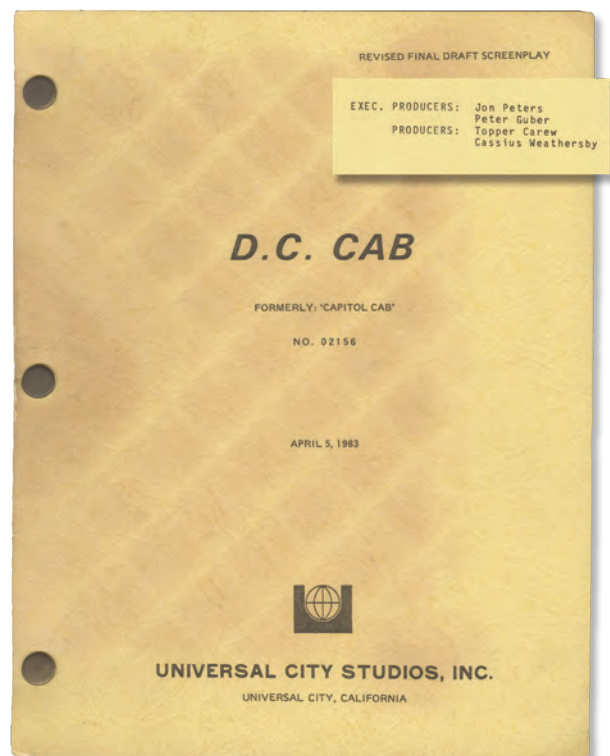 REVISED FINAL DRAFT SCREENPLAY
EXEC. PRODUCERS: Jon Peters
Peter Guber
PRODUCERS: Topper Carew
Cassius Weathersby
D.C. CAB
FORMERLY: "CAPITOL CAB"
NO. 02156
APRIL 5, 1983
UNIVERSAL CITY STUDIOS, INC.
UNIVERSAL CITY, CALIFORNIA